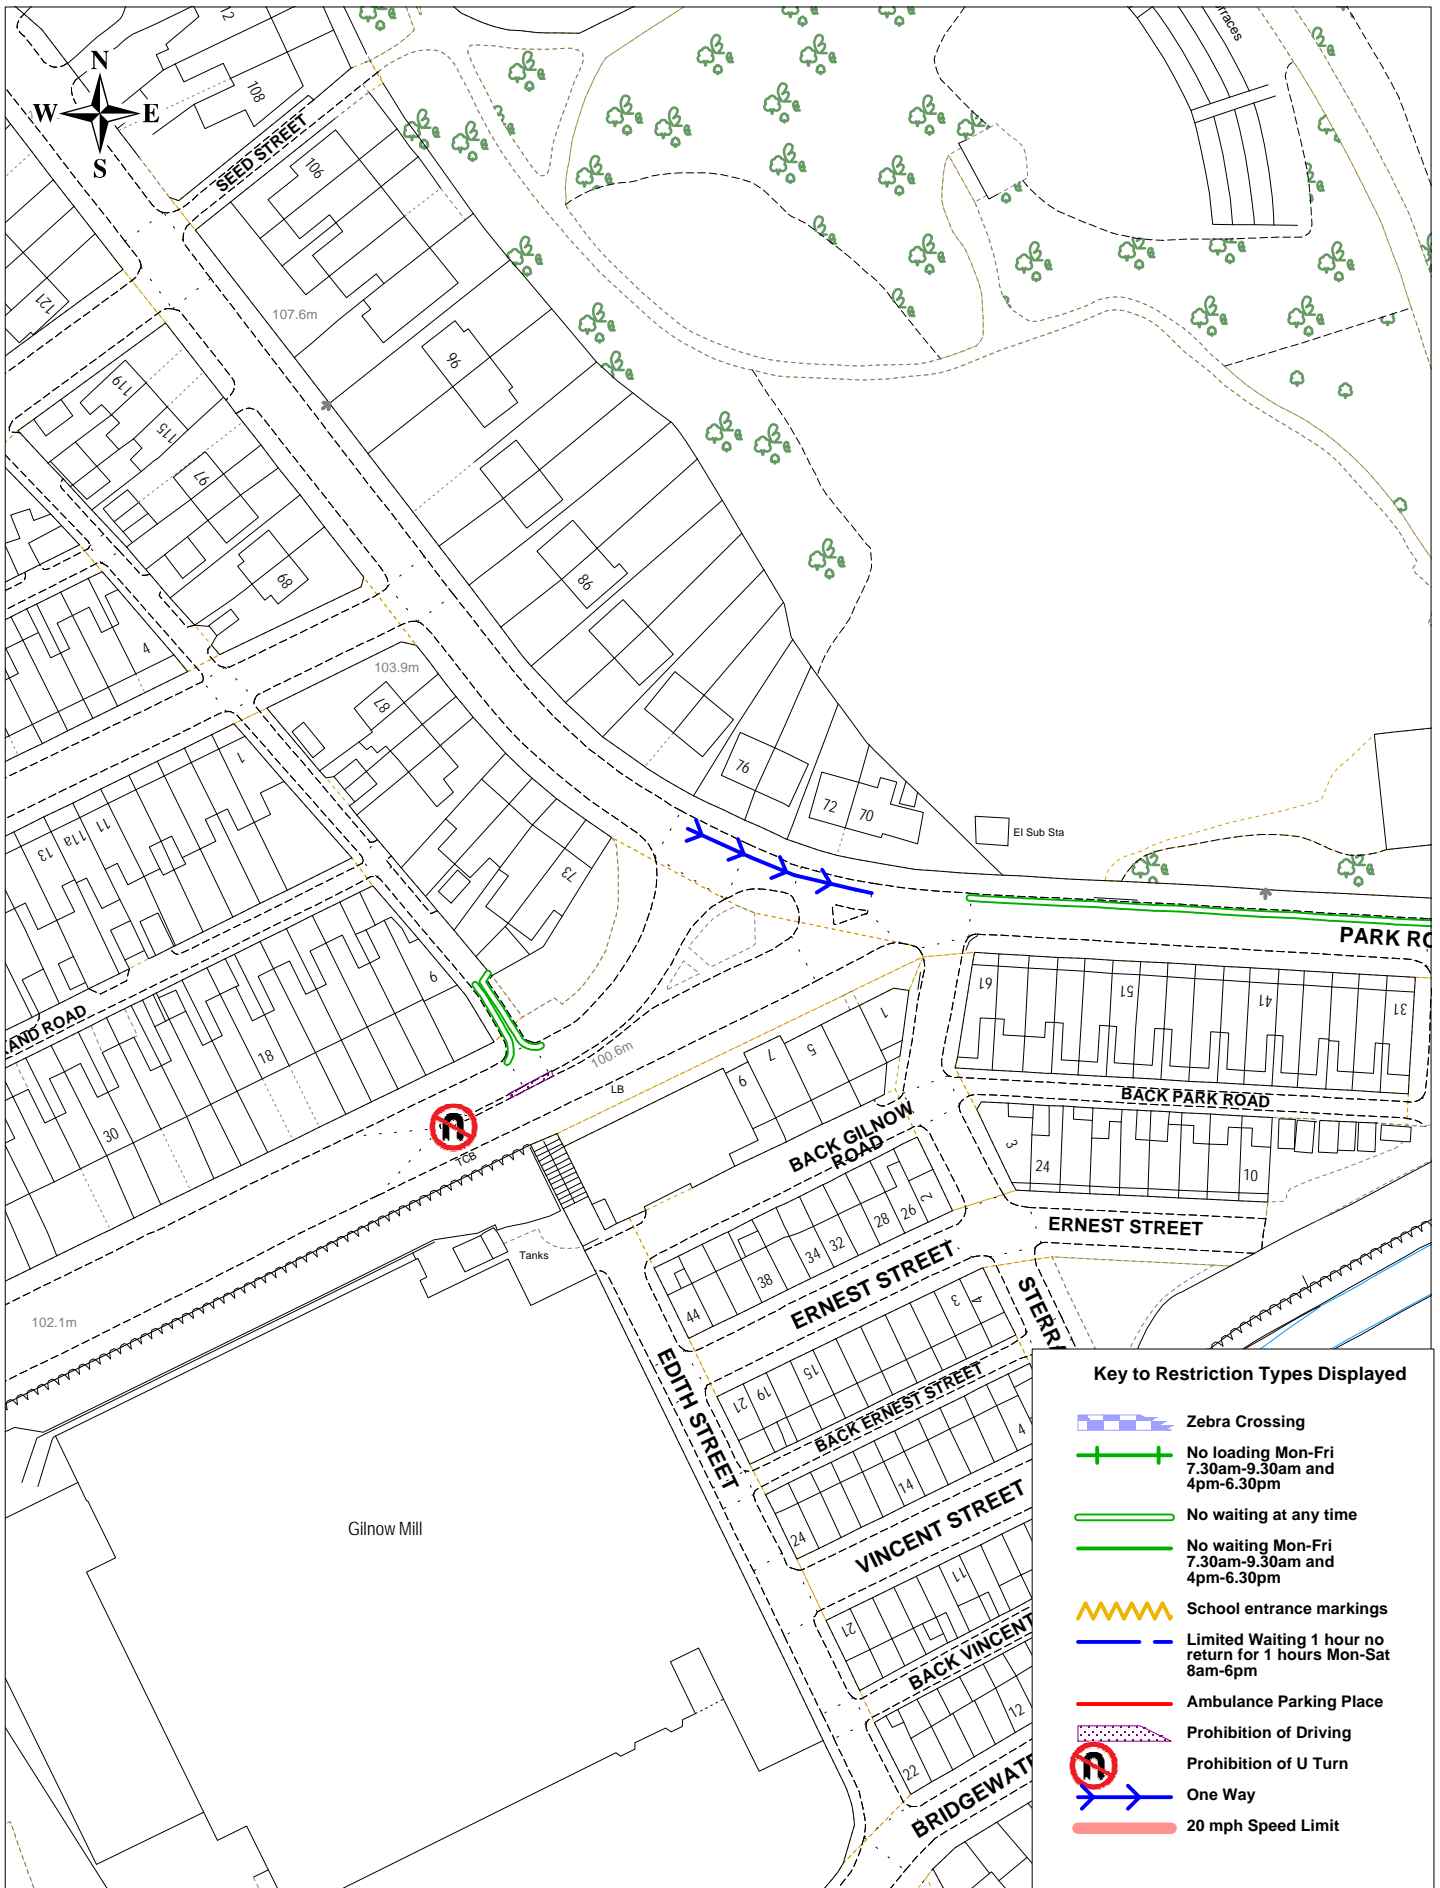 12
108
N
W
E
S
SEED STREET
106
107.6m
121
119
115
97
89
96
86
4
103.9m
87
1
11
11a
13
76
72
70
El Sub Sta
73
PARK RO
9
18
30
100.6m
LB
TCB
1
5
7
9
61
51
41
31
BACK PARK ROAD
BACK GILNOW
ROAD
3
24
10
2
26
28
32
34
38
44
ERNEST STREET
ERNEST STREET
Tanks
102.1m
EDITH STREET
3
4
15
19
21
BACK ERNEST STREET
4
14
24
VINCENT STREET
11
21
BACK VINCENT
12
22
Gilnow Mill
Key to Restriction Types Displayed
Zebra Crossing
No loading Mon-Fri
7.30am-9.30am and
4pm-6.30pm
No waiting at any time
No waiting Mon-Fri
7.30am-9.30am and
4pm-6.30pm
School entrance markings
Limited Waiting 1 hour no
return for 1 hours Mon-Sat
8am-6pm
Ambulance Parking Place
Prohibition of Driving
Prohibition of U Turn
One Way
20 mph Speed Limit